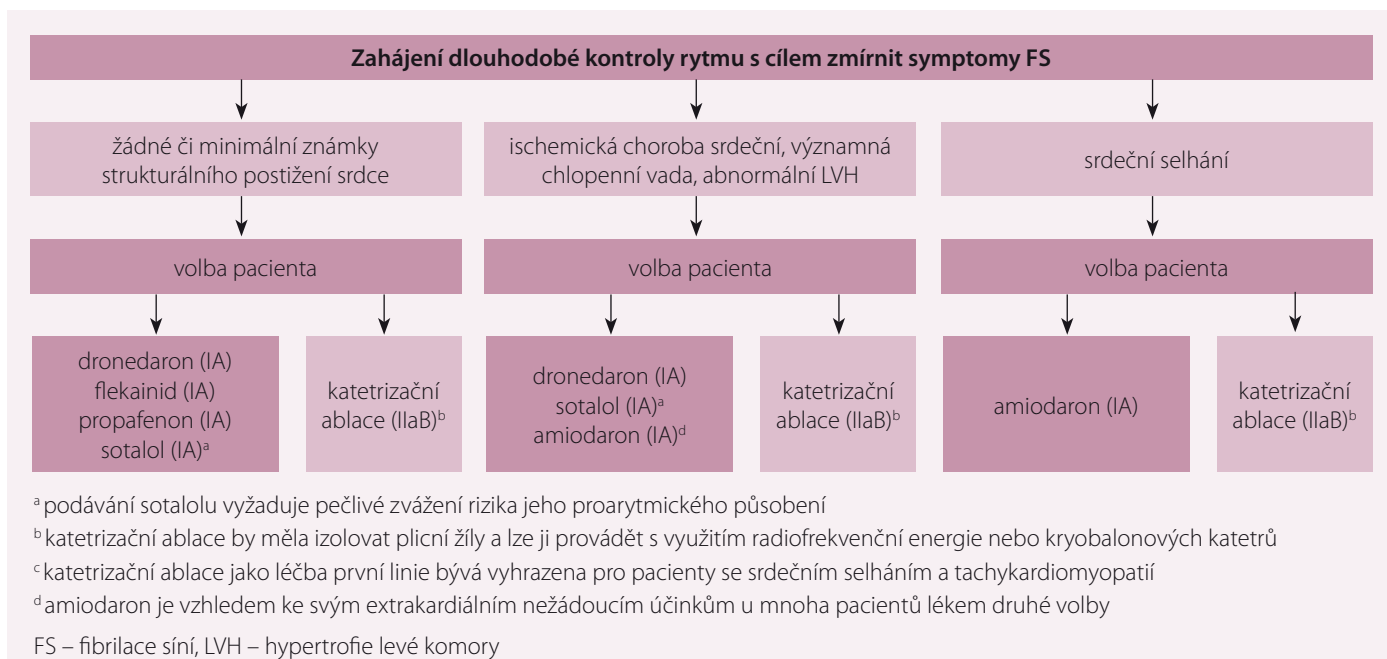 Zahájení dlouhodobé kontroly rytmu s cílem zmírnit symptomy FS
žádné či minimální známky
strukturálního postižení srdce
ischemická choroba srdeční, významná
chlopenní vada, abnormální LVH
srdeční selhání
volba pacienta
volba pacienta
volba pacienta
dronedaron (IA)
flekainid (IA)
propafenon (IA)
sotalol (IA)ᵃ
katetrizační
ablace (IIaB)ᵇ
dronedaron (IA)
sotalol (IA)ᵃ
amiodaron (IA)ᵈ
katetrizační
ablace (IIaB)ᵇ
amiodaron (IA)
katetrizační
ablace (IIaB)ᵇ
ᵃ podávání sotalolu vyžaduje pečlivé zvážení rizika jeho proarytmického působení
ᵇ katetrizační ablace by měla izolovat plicní žíly a lze ji provádět s využitím radiofrekvenční energie nebo kryobalonových katetrů
ᶜ katetrizační ablace jako léčba první linie bývá vyhrazena pro pacienty se srdečním selháním a tachykardiomyopatií
ᵈ amiodaron je vzhledem ke svým extrakardiálním nežádoucím účinkům u mnoha pacientů lékem druhé volby
FS – fibrilace síní, LVH – hypertrofie levé komory